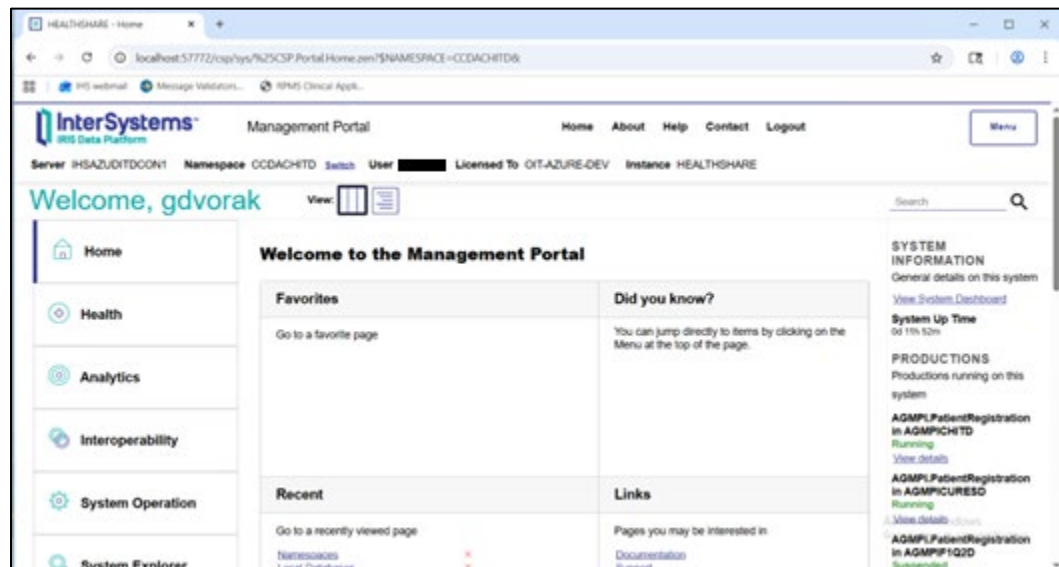 HEALTHSHARE - Home
localhost:57772/csp/sys/%25CSP.Portal.Home.zen?$NAMESPACE=CCDACHITD&
IHS webmail Message Validators... RPMS Clinical Appli...
InterSystems
IRIS Data Platform
Management Portal
Home About Help Contact Logout
Menu
Server IHSAZUDITDCON1 Namespace CCDACHITD Switch User Licensed To OIT-AZURE-DEV Instance HEALTHSHARE
Welcome, gdvorak
View:
Search
Home
Health
Analytics
Interoperability
System Operation
System Explorer
Welcome to the Management Portal
Favorites
Go to a favorite page
Did you know?
You can jump directly to items by clicking on the
Menu at the top of the page.
Recent
Go to a recently viewed page
Namespaces
Local Databases
Links
Pages you may be interested in
Documentation
Support
SYSTEM
INFORMATION
General details on this system
View System Dashboard
System Up Time
0d 11h 52m
PRODUCTIONS
Productions running on this
system
AGMPI.PatientRegistration
in AGMPICHITD
Running
View details
AGMPI.PatientRegistration
in AGMPICURESD
Running
View details
AGMPI.PatientRegistration
in AGMPIF1Q2D
Suspended